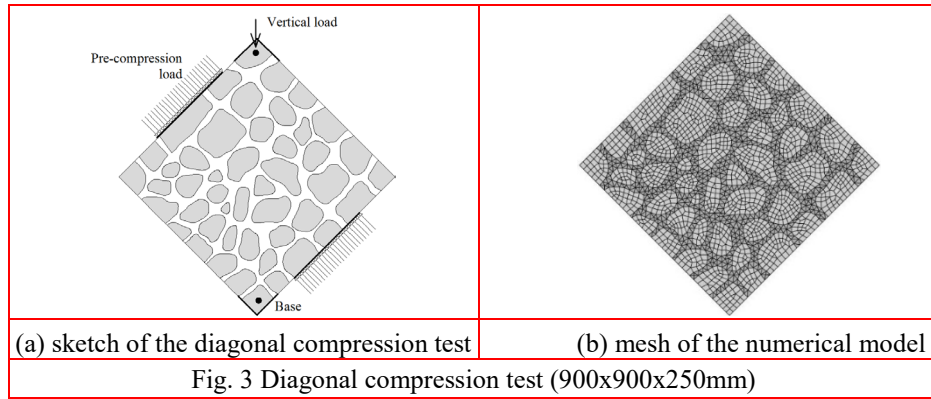 Vertical load
Pre-compression
load
Base
(a) sketch of the diagonal compression test
(b) mesh of the numerical model
Fig. 3 Diagonal compression test (900x900x250mm)